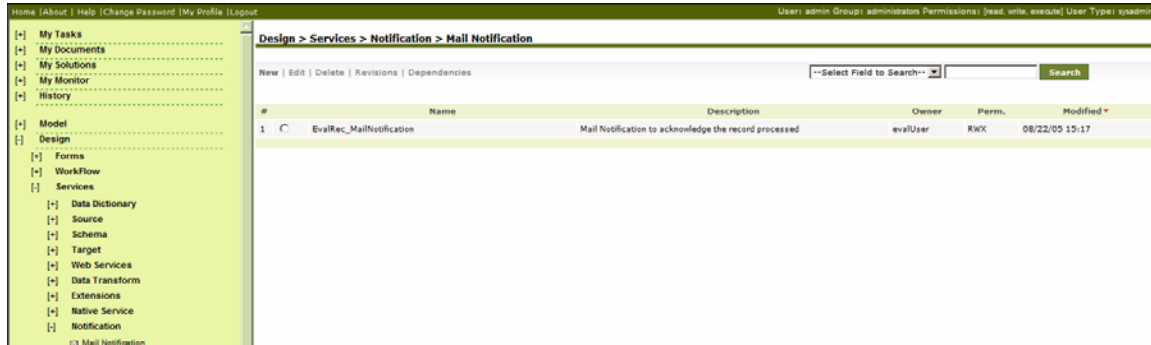 Home |About | Help |Change Password |My Profile |Logout
User: admin Group: administrators Permissions: [read, write, execute] User Type: sysadmin
[+] My Tasks
[+] My Documents
[+] My Solutions
[+] My Monitor
[+] History
[+] Model
[-] Design
[+] Forms
[+] WorkFlow
[-] Services
[+] Data Dictionary
[+] Source
[+] Schema
[+] Target
[+] Web Services
[+] Data Transform
[+] Extensions
[+] Native Service
[-] Notification
Mail Notification
Design > Services > Notification > Mail Notification
New | Edit | Delete | Revisions | Dependencies
--Select Field to Search-- Search
# Name Description Owner Perm. Modified
1 EvalRec_MailNotification Mail Notification to acknowledge the record processed evalUser RWX 08/22/05 15:17